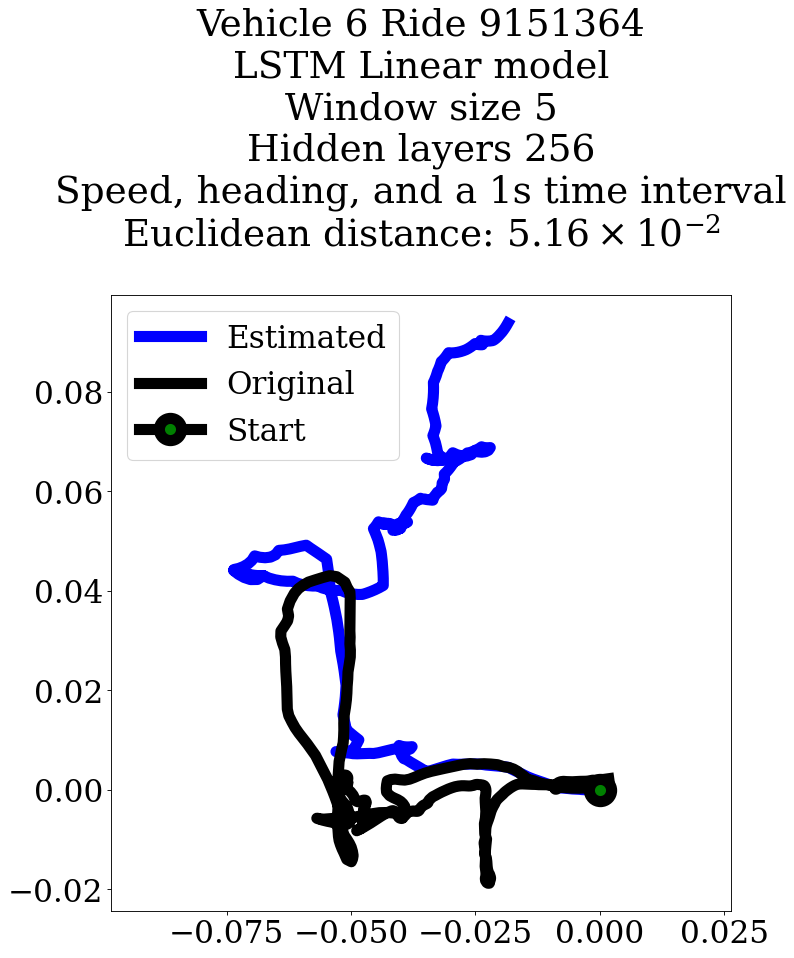 Vehicle 6 Ride 9151364
LSTM Linear model
Window size 5
Hidden layers 256
Speed, heading, and a 1s time interval
Euclidean distance: 5.16 × 10⁻²
Estimated
Original
Start
0.08
0.06
0.04
0.02
0.00
−0.02
−0.075 −0.050 −0.025 0.000 0.025